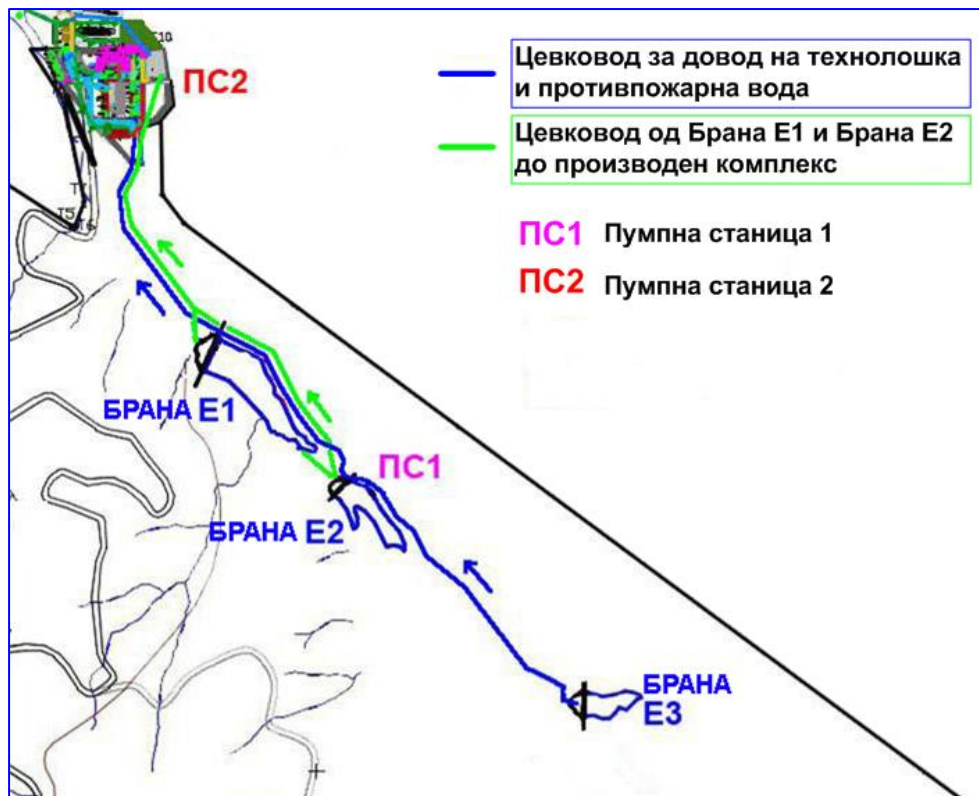 ПС2
Цевковод за довод на технолошка
и противпожарна вода
Цевковод од Брана Е1 и Брана Е2
до производен комплекс
ПС1 Пумпна станица 1
ПС2 Пумпна станица 2
БРАНА Е1
ПС1
БРАНА Е2
БРАНА
Е3